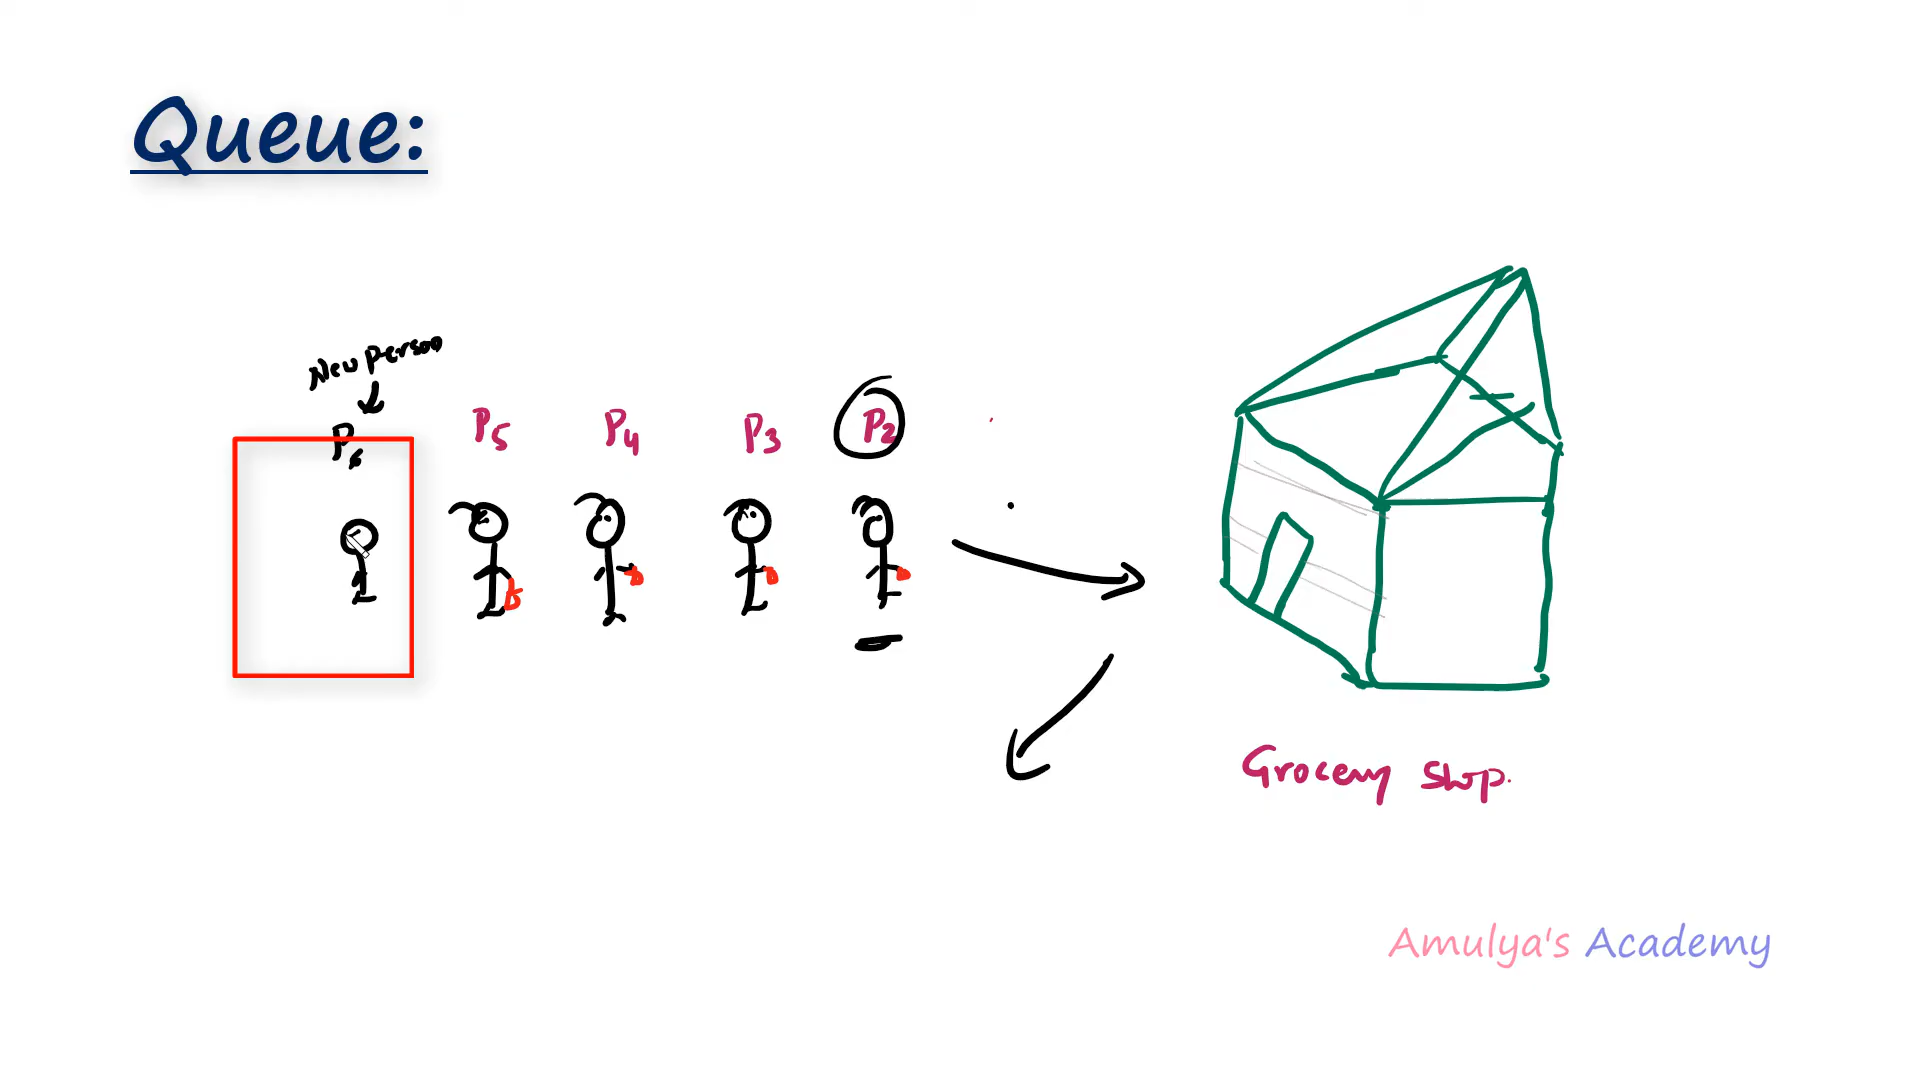 Queue:
New person
P6
P5
P4
P3
P2
Grocery shop.
Amulya's Academy